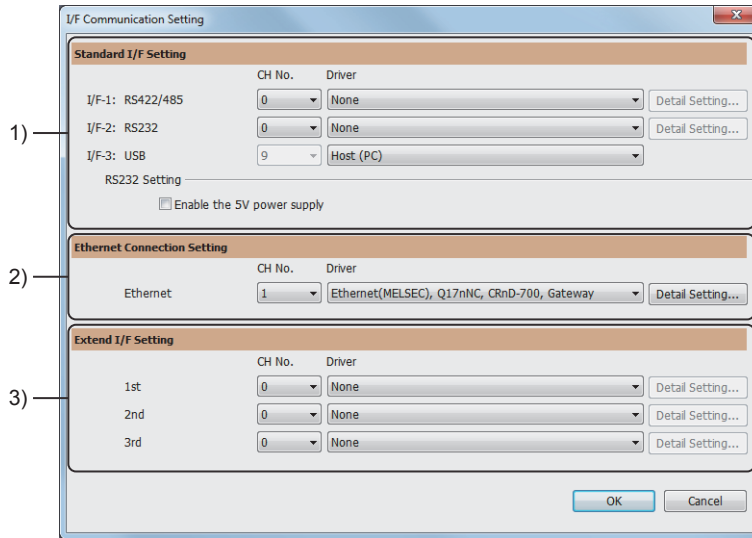 I/F Communication Setting
x
Standard I/F Setting
CH No. Driver
I/F-1: RS422/485 0 None Detail Setting...
1)
I/F-2: RS232 0 None Detail Setting...
I/F-3: USB 9 Host (PC)
RS232 Setting
Enable the 5V power supply
Ethernet Connection Setting
2)
CH No. Driver
Ethernet 1 Ethernet(MELSEC), Q17nNC, CRnD-700, Gateway Detail Setting...
Extend I/F Setting
CH No. Driver
1st 0 None Detail Setting...
3)
2nd 0 None Detail Setting...
3rd 0 None Detail Setting...
OK Cancel